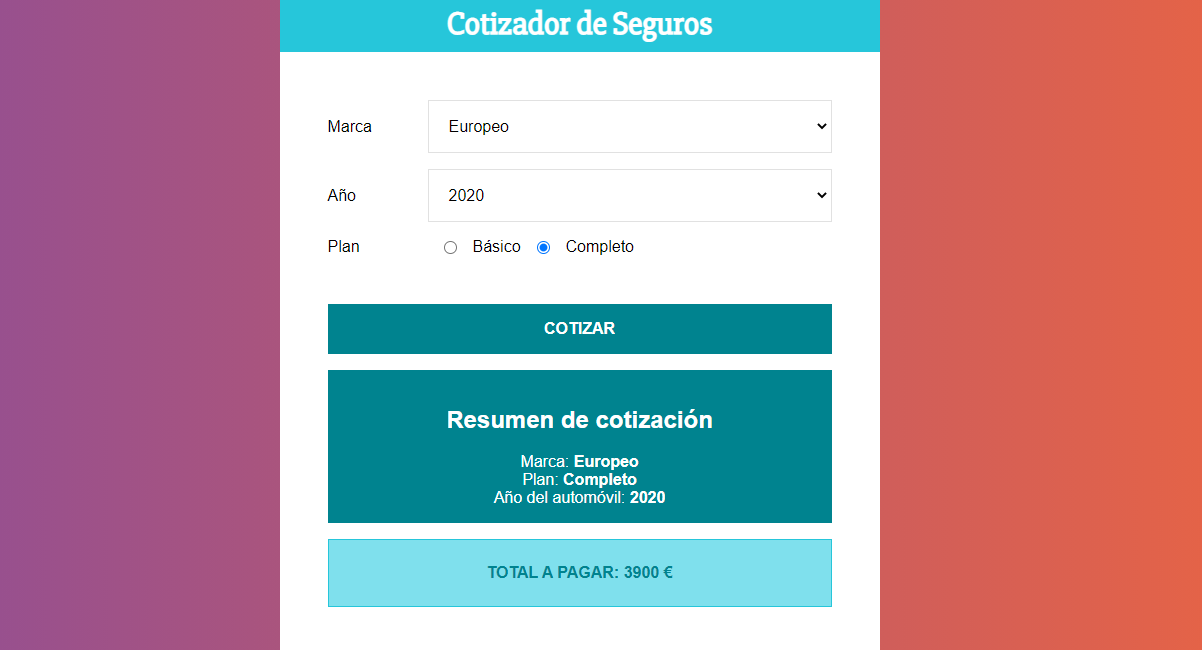 Cotizador de Seguros
Marca Europeo
Año 2020
Plan Básico Completo
COTIZAR
Resumen de cotización
Marca: Europeo
Plan: Completo
Año del automóvil: 2020
TOTAL A PAGAR: 3900 €